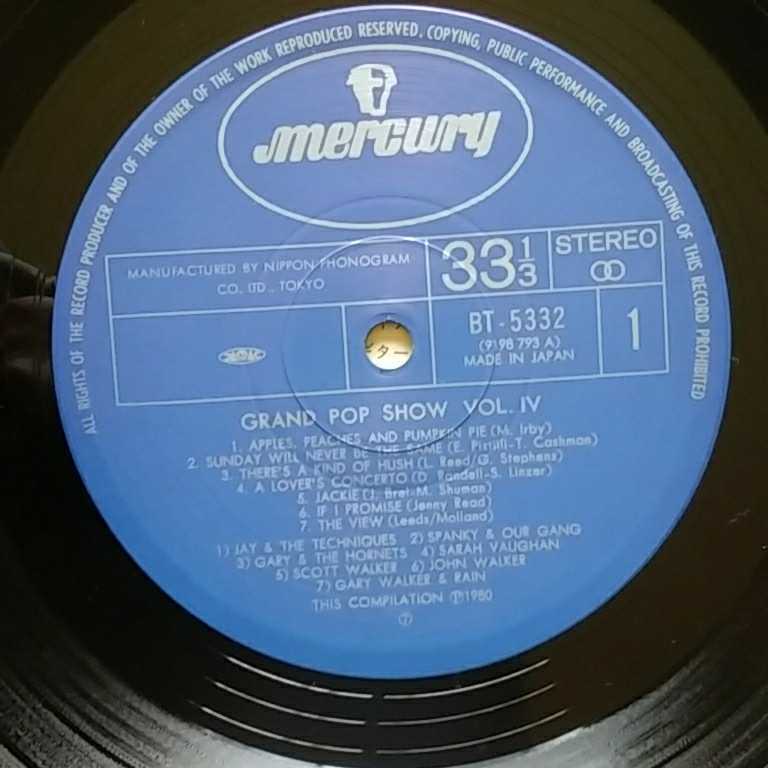 ALL RIGHTS OF THE RECORD PRODUCER AND OF THE OWNER OF THE WORK REPRODUCED RESERVED. COPYING, PUBLIC PERFORMANCE AND BROADCASTING OF THIS RECORD PROHIBITED
mercury
MANUFACTURED BY NIPPON PHONOGRAM
CO., LTD., TOKYO
33 1/3
STEREO
BT-5332
(9198 793 A)
MADE IN JAPAN
1
ター
GRAND POP SHOW VOL. IV
1. APPLES, PEACHES AND PUMPKIN PIE (M. Irby)
2. SUNDAY WILL NEVER BE THE SAME (E. Pistilli-T. Cashman)
3. THERE'S A KIND OF HUSH (L. Reed/G. Stephens)
4. A LOVER'S CONCERTO (D. Randell-S. Linzer)
5. JACKIE (J. Brel-M. Shuman)
6. IF I PROMISE (Jenny Read)
7. THE VIEW (Leeds/Molland)
1) JAY & THE TECHNIQUES 2) SPANKY & OUR GANG
3) GARY & THE HORNETS 4) SARAH VAUGHAN
5) SCOTT WALKER 6) JOHN WALKER
7) GARY WALKER & RAIN
THIS COMPILATION Ⓟ1980
⑦